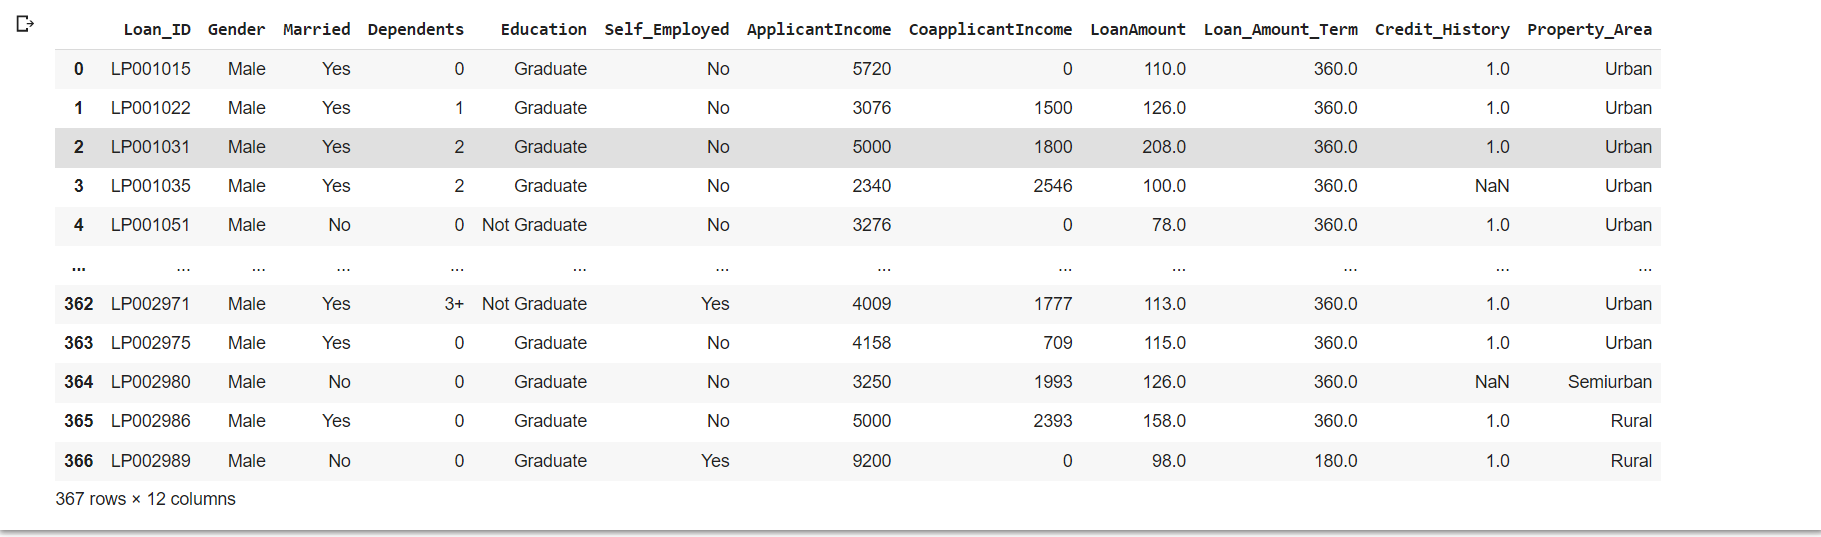 Loan_ID Gender Married Dependents Education Self_Employed ApplicantIncome CoapplicantIncome LoanAmount Loan_Amount_Term Credit_History Property_Area
0 LP001015 Male Yes 0 Graduate No 5720 0 110.0 360.0 1.0 Urban
1 LP001022 Male Yes 1 Graduate No 3076 1500 126.0 360.0 1.0 Urban
2 LP001031 Male Yes 2 Graduate No 5000 1800 208.0 360.0 1.0 Urban
3 LP001035 Male Yes 2 Graduate No 2340 2546 100.0 360.0 NaN Urban
4 LP001051 Male No 0 Not Graduate No 3276 0 78.0 360.0 1.0 Urban
... ... ... ... ... ... ... ... ... ... ... ... ...
362 LP002971 Male Yes 3+ Not Graduate Yes 4009 1777 113.0 360.0 1.0 Urban
363 LP002975 Male Yes 0 Graduate No 4158 709 115.0 360.0 1.0 Urban
364 LP002980 Male No 0 Graduate No 3250 1993 126.0 360.0 NaN Semiurban
365 LP002986 Male Yes 0 Graduate No 5000 2393 158.0 360.0 1.0 Rural
366 LP002989 Male No 0 Graduate Yes 9200 0 98.0 180.0 1.0 Rural
367 rows × 12 columns